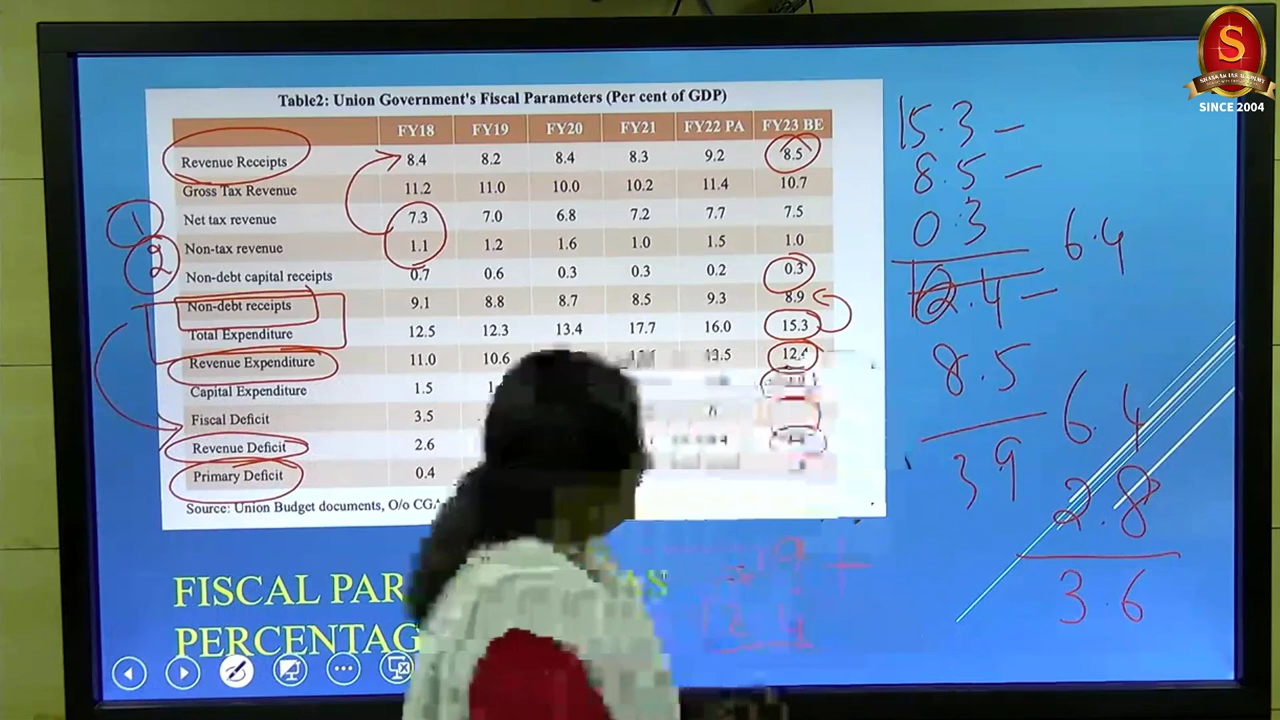 S
SHANKAR IAS ACADEMY
SINCE 2004
Table2: Union Government's Fiscal Parameters (Per cent of GDP)
FY18 FY19 FY20 FY21 FY22 PA FY23 BE
Revenue Receipts 8.4 8.2 8.4 8.3 9.2 8.5
Gross Tax Revenue 11.2 11.0 10.0 10.2 11.4 10.7
Net tax revenue 7.3 7.0 6.8 7.2 7.7 7.5
Non-tax revenue 1.1 1.2 1.6 1.0 1.5 1.0
Non-debt capital receipts 0.7 0.6 0.3 0.3 0.2 0.3
Non-debt receipts 9.1 8.8 8.7 8.5 9.3 8.9
Total Expenditure 12.5 12.3 13.4 17.7 16.0 15.3
Revenue Expenditure 11.0 10.6 12.4
Capital Expenditure 1.5
Fiscal Deficit 3.5
Revenue Deficit 2.6
Primary Deficit 0.4
Source: Union Budget documents, O/o CGA
FISCAL PAR AS
PERCENTAG
1
2
15.3 -
8.5 -
0.3
6.4
12.4 -
8.5
3.9
6.4
2.8
3.6